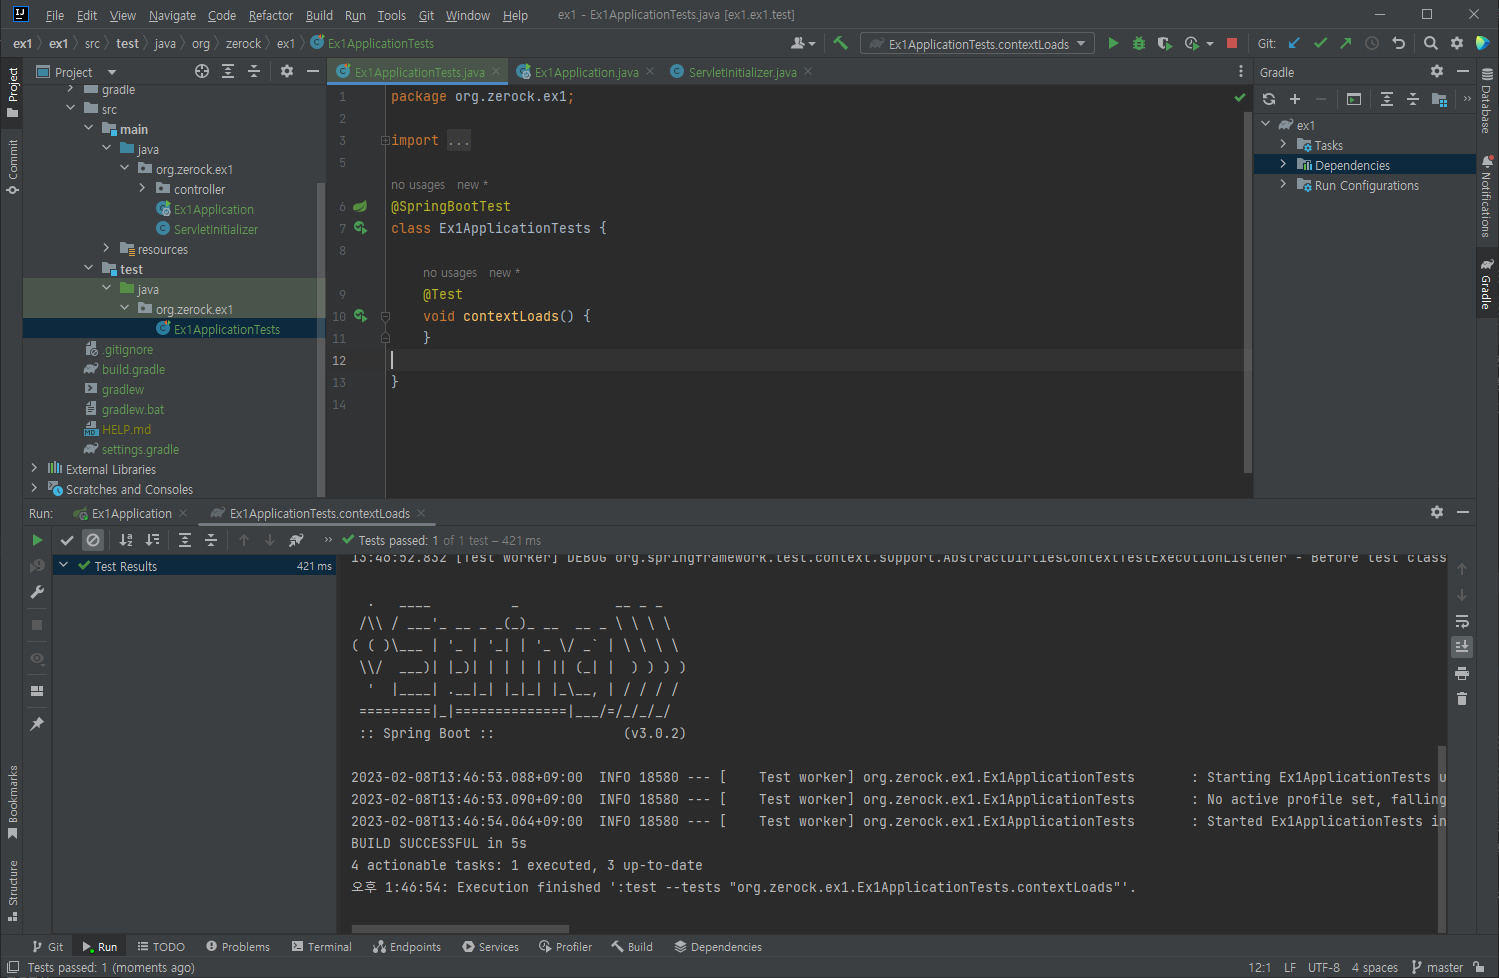 File Edit View Navigate Code Refactor Build Run Tools Git Window Help ex1 - Ex1ApplicationTests.java [ex1.ex1.test]
ex1 ex1 src test java org zerock ex1 Ex1ApplicationTests Ex1ApplicationTests.contextLoads Git:
Project
Commit
Bookmarks
Structure
Project
gradle
src
main
java
org.zerock.ex1
controller
Ex1Application
ServletInitializer
resources
test
java
org.zerock.ex1
Ex1ApplicationTests
.gitignore
build.gradle
gradlew
gradlew.bat
HELP.md
settings.gradle
External Libraries
Scratches and Consoles
Ex1ApplicationTests.java Ex1Application.java ServletInitializer.java
1 package org.zerock.ex1;
2
3 import ...
5
no usages new *
6 @SpringBootTest
7 class Ex1ApplicationTests {
8
no usages new *
9 @Test
10 void contextLoads() {
11 }
12
13 }
14
Gradle
ex1
Tasks
Dependencies
Run Configurations
Database
Notifications
Gradle
Run: Ex1Application Ex1ApplicationTests.contextLoads
Tests passed: 1 of 1 test – 421 ms
Test Results 421 ms
13:46:52.832 [Test worker] DEBUG org.springframework.test.context.support.AbstractDirtiesContextTestExecutionListener - Before test class
  .   ____          _            __ _ _
 /\\ / ___'_ __ _ _(_)_ __  __ _ \ \ \ \
( ( )\___ | '_ | '_| | '_ \/ _` | \ \ \ \
 \\/  ___)| |_)| | | | | || (_| |  ) ) ) )
  '  |____| .__|_| |_|_| |_\__, | / / / /
 =========|_|==============|___/=/_/_/_/
 :: Spring Boot ::                (v3.0.2)
2023-02-08T13:46:53.088+09:00  INFO 18580 --- [    Test worker] org.zerock.ex1.Ex1ApplicationTests       : Starting Ex1ApplicationTests u
2023-02-08T13:46:53.090+09:00  INFO 18580 --- [    Test worker] org.zerock.ex1.Ex1ApplicationTests       : No active profile set, falling
2023-02-08T13:46:54.064+09:00  INFO 18580 --- [    Test worker] org.zerock.ex1.Ex1ApplicationTests       : Started Ex1ApplicationTests in
BUILD SUCCESSFUL in 5s
4 actionable tasks: 1 executed, 3 up-to-date
오후 1:46:54: Execution finished ':test --tests "org.zerock.ex1.Ex1ApplicationTests.contextLoads"'.
Git Run TODO Problems Terminal Endpoints Services Profiler Build Dependencies
Tests passed: 1 (moments ago) 12:1 LF UTF-8 4 spaces master